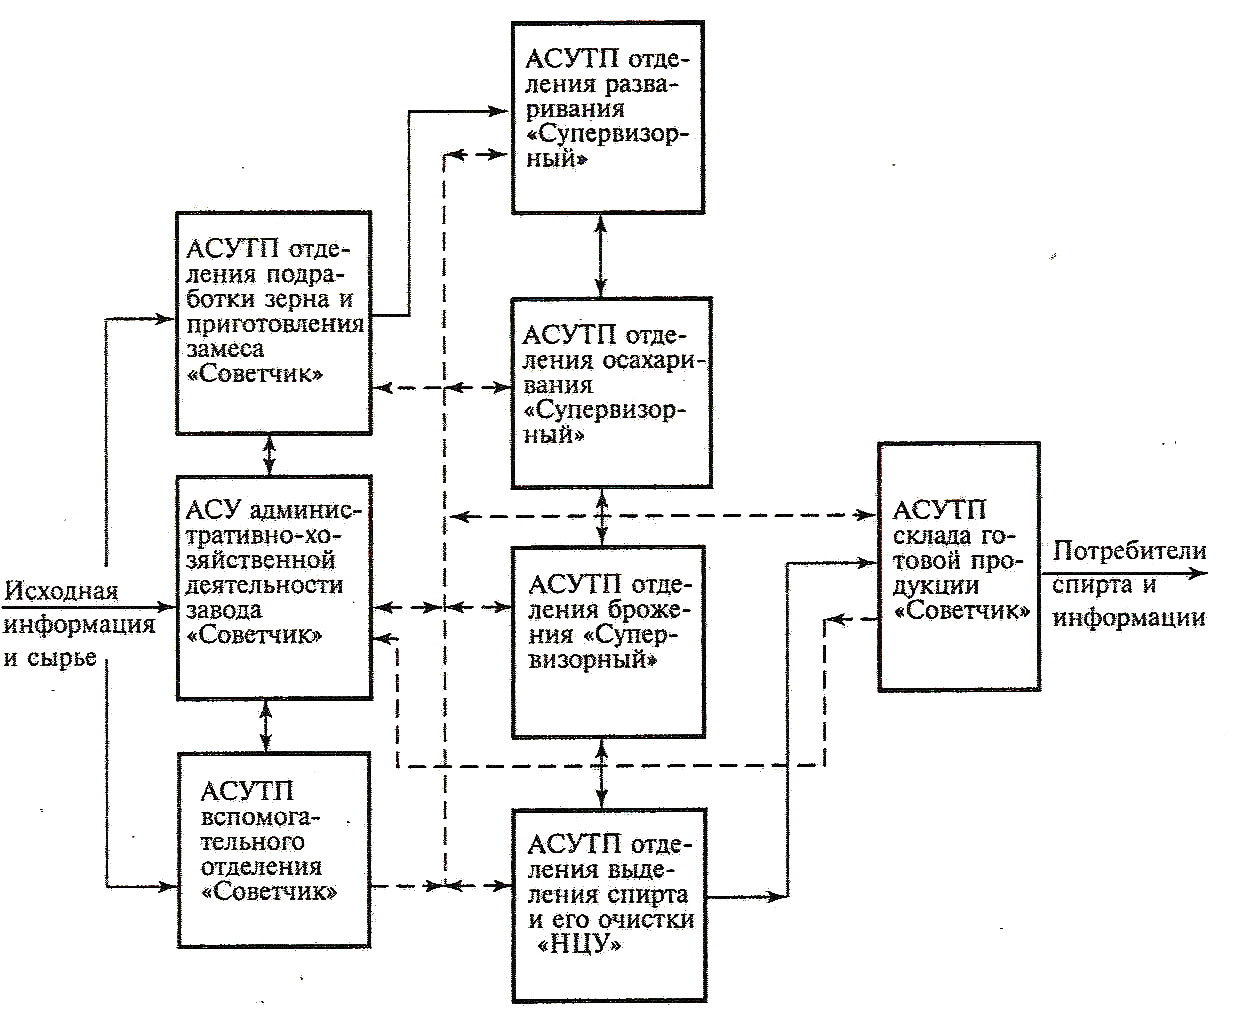 АСУТП отде-
ления разва-
ривания
«Супервизор-
ный»
АСУТП отде-
ления подра-
ботки зерна и
приготовления
замеса
«Советчик»
АСУТП отде-
ления осахари-
вания
«Супервизор-
ный»
АСУ админис-
тративно-хо-
зяйственной
деятельности
завода
«Советчик»
Исходная
информация
и сырье
АСУТП отде-
ления броже-
ния «Супер-
визорный»
АСУТП
склада го-
товой про-
дукции
«Советчик»
Потребители
спирта и
информации
АСУТП
вспомога-
тельного
отделения
«Советчик»
АСУТП отде-
ления выде-
ления спирта
и его очистки
«НЦУ»